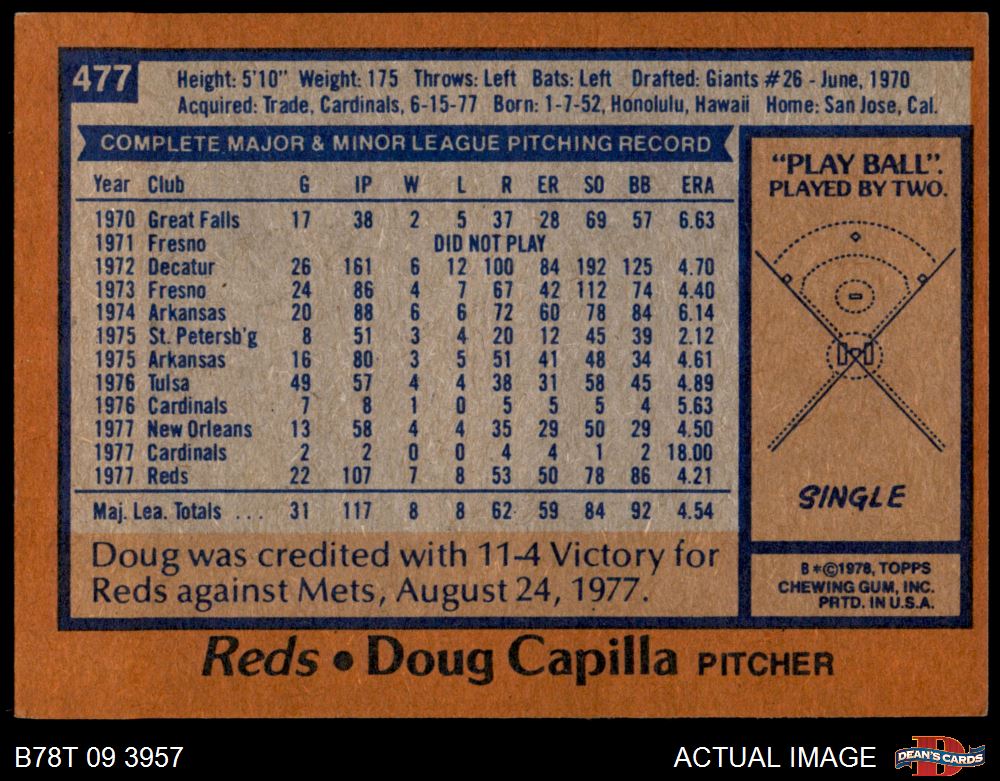 477
Height: 5'10" Weight: 175 Throws: Left Bats: Left Drafted: Giants #26 - June, 1970
Acquired: Trade, Cardinals, 6-15-77 Born: 1-7-52, Honolulu, Hawaii Home: San Jose, Cal.
COMPLETE MAJOR & MINOR LEAGUE PITCHING RECORD
Year Club G IP W L R ER SO BB ERA
1970 Great Falls 17 38 2 5 37 28 69 57 6.63
1971 Fresno DID NOT PLAY
1972 Decatur 26 161 6 12 100 84 192 125 4.70
1973 Fresno 24 86 4 7 67 42 112 74 4.40
1974 Arkansas 20 88 6 6 72 60 78 84 6.14
1975 St. Petersb'g 8 51 3 4 20 12 45 39 2.12
1975 Arkansas 16 80 3 5 51 41 48 34 4.61
1976 Tulsa 49 57 4 4 38 31 58 45 4.89
1976 Cardinals 7 8 1 0 5 5 5 4 5.63
1977 New Orleans 13 58 4 4 35 29 50 29 4.50
1977 Cardinals 2 2 0 0 4 4 1 2 18.00
1977 Reds 22 107 7 8 53 50 78 86 4.21
Maj. Lea. Totals ... 31 117 8 8 62 59 84 92 4.54
Doug was credited with 11-4 Victory for
Reds against Mets, August 24, 1977.
"PLAY BALL".
PLAYED BY TWO.
SINGLE
B*©1978, TOPPS
CHEWING GUM, INC.
PRTD. IN U.S.A.
Reds • Doug Capilla PITCHER
B78T 09 3957
ACTUAL IMAGE
D
DEAN'S CARDS